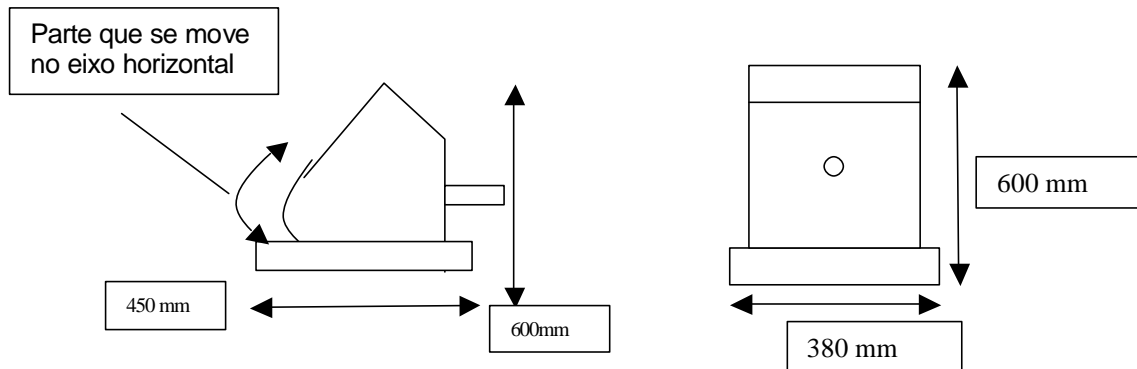 Parte que se move
no eixo horizontal
600 mm
450 mm
600mm
380 mm